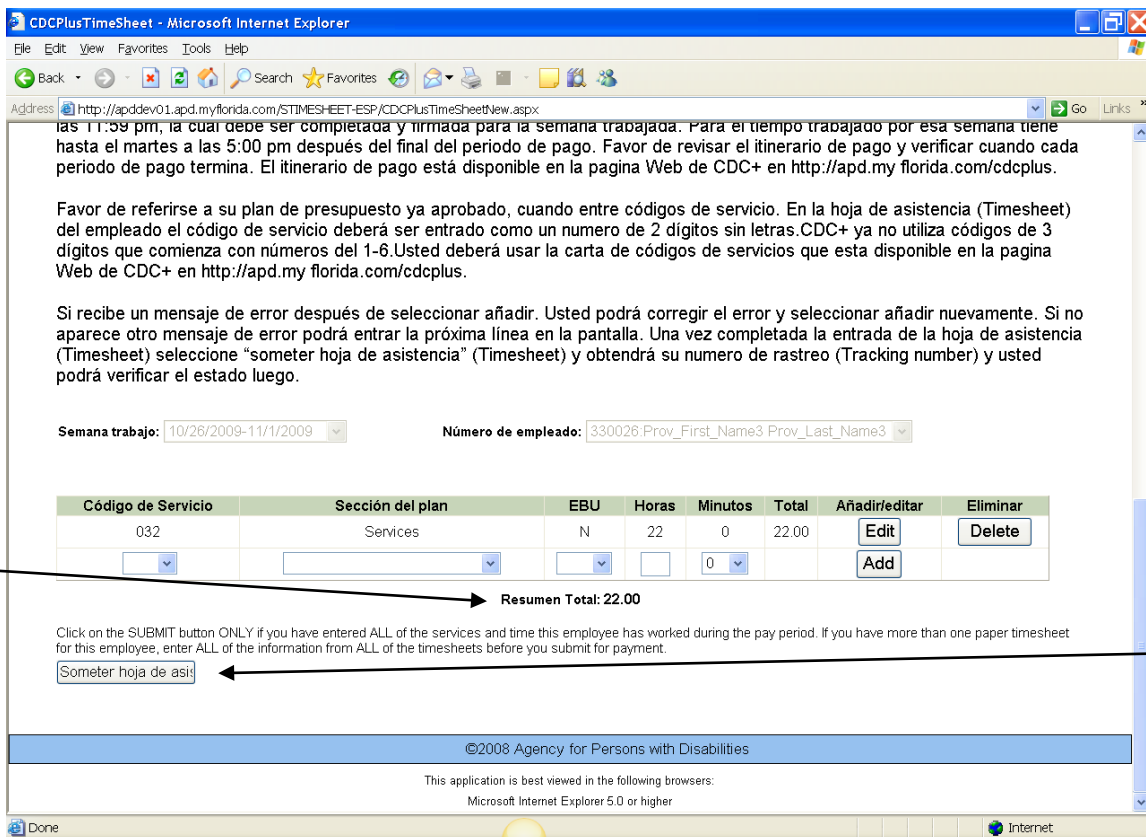 CDCPlusTimeSheet - Microsoft Internet Explorer
File Edit View Favorites Tools Help
Back Search Favorites
Address http://apddev01.apd.myflorida.com/STIMESHEET-ESP/CDCPlusTimeSheetNew.aspx Go Links »
las 11:59 pm, la cual debe ser completada y firmada para la semana trabajada. Para el tiempo trabajado por esa semana tiene
hasta el martes a las 5:00 pm después del final del periodo de pago. Favor de revisar el itinerario de pago y verificar cuando cada
periodo de pago termina. El itinerario de pago está disponible en la pagina Web de CDC+ en http://apd.my florida.com/cdcplus.
Favor de referirse a su plan de presupuesto ya aprobado, cuando entre códigos de servicio. En la hoja de asistencia (Timesheet)
del empleado el código de servicio deberá ser entrado como un numero de 2 dígitos sin letras.CDC+ ya no utiliza códigos de 3
dígitos que comienza con números del 1-6.Usted deberá usar la carta de códigos de servicios que esta disponible en la pagina
Web de CDC+ en http://apd.my florida.com/cdcplus.
Si recibe un mensaje de error después de seleccionar añadir. Usted podrá corregir el error y seleccionar añadir nuevamente. Si no
aparece otro mensaje de error podrá entrar la próxima línea en la pantalla. Una vez completada la entrada de la hoja de asistencia
(Timesheet) seleccione “someter hoja de asistencia” (Timesheet) y obtendrá su numero de rastreo (Tracking number) y usted
podrá verificar el estado luego.
Semana trabajo: 10/26/2009-11/1/2009 Número de empleado: 330026:Prov_First_Name3 Prov_Last_Name3
Código de Servicio Sección del plan EBU Horas Minutos Total Añadir/editar Eliminar
032 Services N 22 0 22.00 Edit Delete
0 Add
Resumen Total: 22.00
Click on the SUBMIT button ONLY if you have entered ALL of the services and time this employee has worked during the pay period. If you have more than one paper timesheet
for this employee, enter ALL of the information from ALL of the timesheets before you submit for payment.
Someter hoja de asis
©2008 Agency for Persons with Disabilities
This application is best viewed in the following browsers:
Microsoft Internet Explorer 5.0 or higher
Done Internet